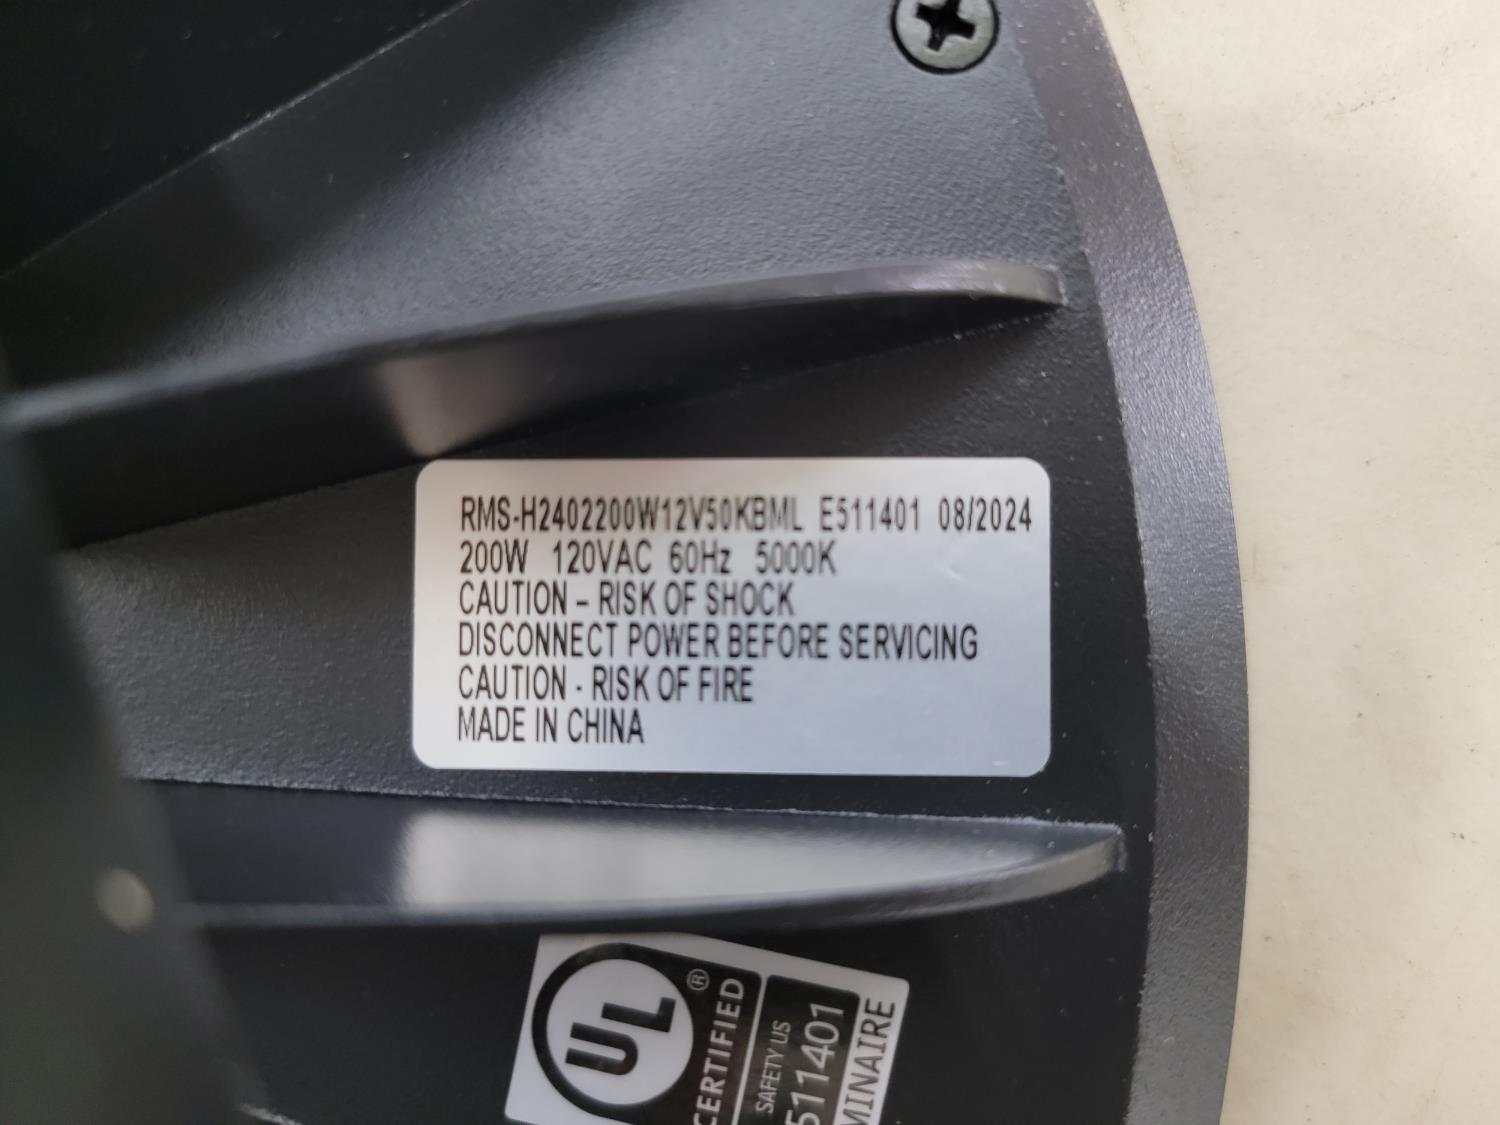 RMS-H2402200W12V50KBML E511401 08/2024
200W 120VAC 60Hz 5000K
CAUTION – RISK OF SHOCK
DISCONNECT POWER BEFORE SERVICING
CAUTION - RISK OF FIRE
MADE IN CHINA
UL ®
CERTIFIED
SAFETY US
511401
MINAIRE